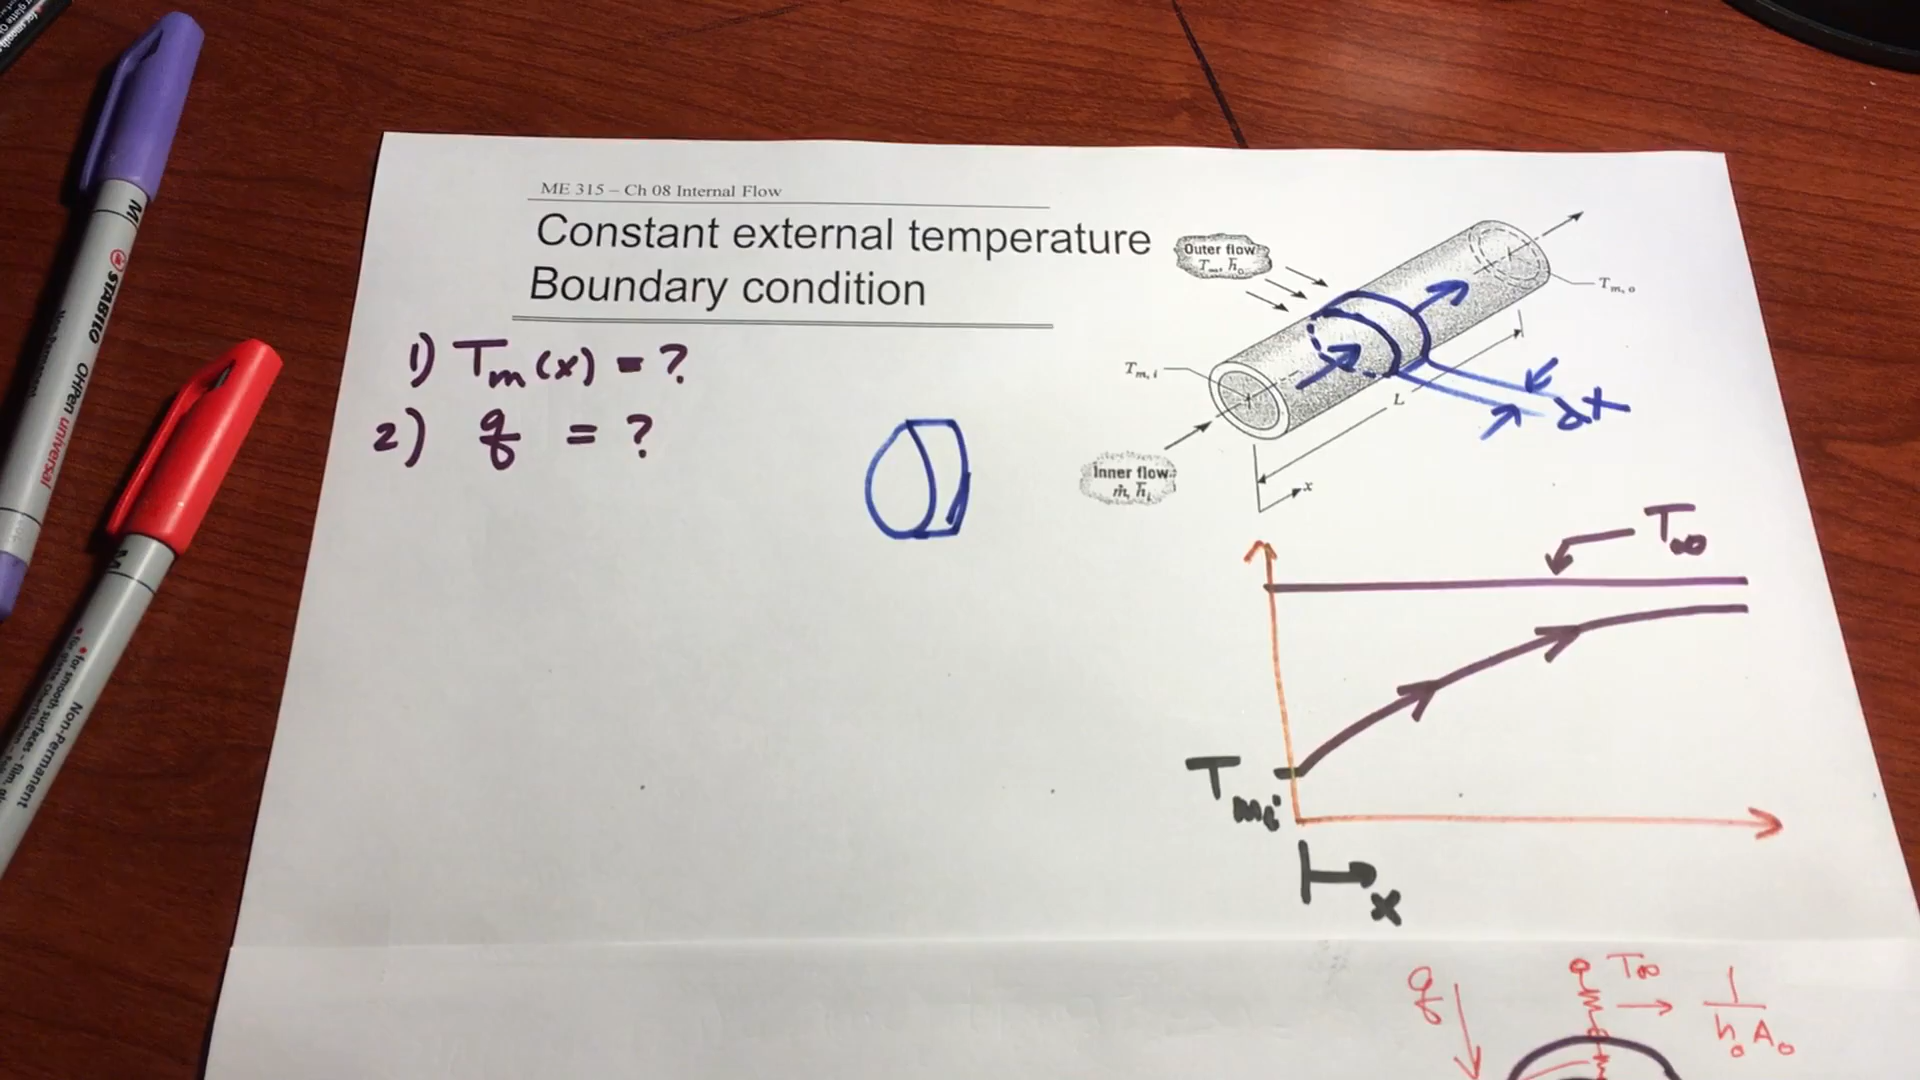 ME 315 – Ch 08 Internal Flow
Constant external temperature
Boundary condition
1) Tm(x) = ?
2) q = ?
Outer flow
T∞, h̄o
Tm, o
Tm, i
L
dx
Inner flow
ṁ, h̄i
x
T∞
Tmi
x
q
T∞
1
hoAo
M
STABILO
OHPen universal
M
Non-Permanent